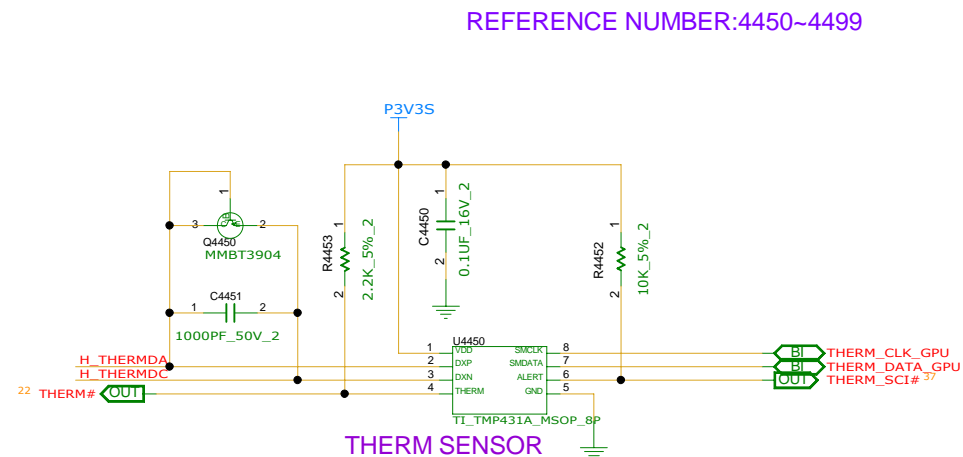 REFERENCE NUMBER:4450~4499
P3V3S
1
3
2
Q4450
MMBT3904
C4451
1
2
1000PF_50V_2
R4453
1
2
2.2K_5%_2
C4450
1
2
0.1UF_16V_2
R4452
1
2
10K_5%_2
U4450
1 VDD SMCLK 8
2 DXP SMDATA 7
3 DXN ALERT 6
4 THERM GND 5
TI_TMP431A_MSOP_8P
H_THERMDA
H_THERMDC
22 THERM# OUT
BI THERM_CLK_GPU
BI THERM_DATA_GPU
OUT THERM_SCI# 37
THERM SENSOR